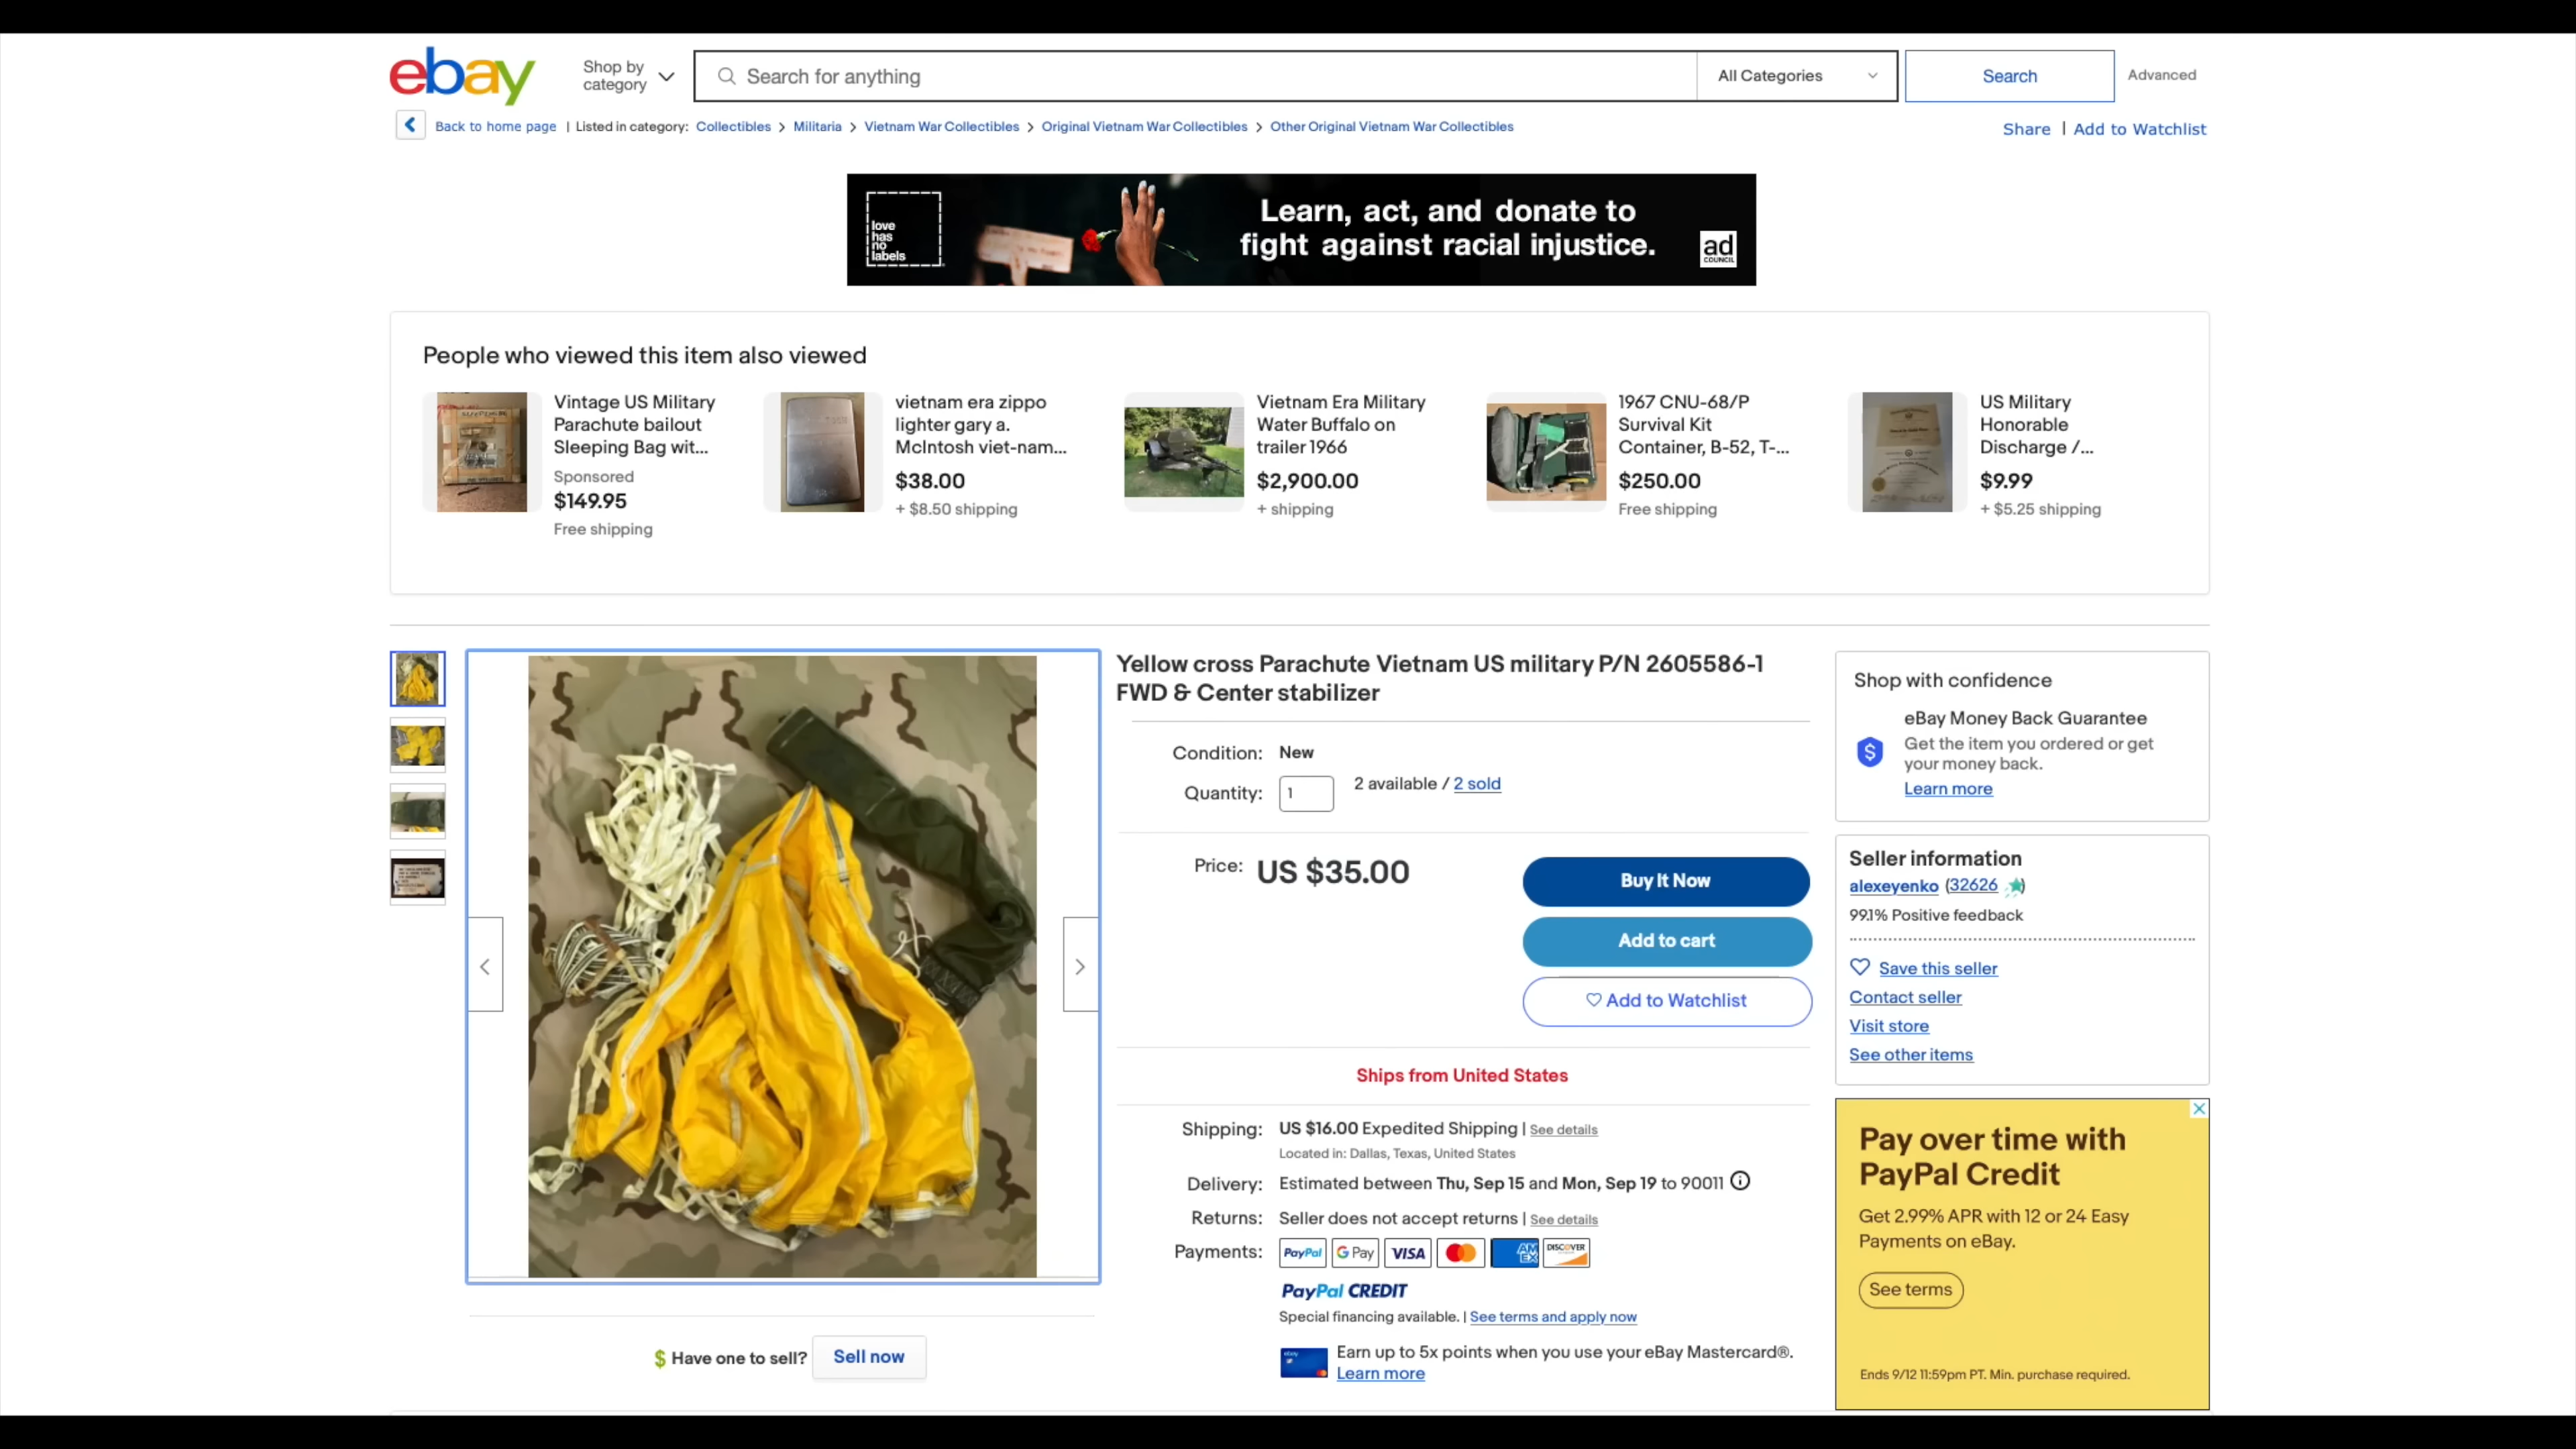 ebay
Shop by
category
Search for anything
All Categories
Search
Advanced
Back to home page | Listed in category: Collectibles > Militaria > Vietnam War Collectibles > Original Vietnam War Collectibles > Other Original Vietnam War Collectibles
Share | Add to Watchlist
love
has
no
labels
Learn, act, and donate to
fight against racial injustice.
ad
COUNCIL
People who viewed this item also viewed
Vintage US Military
Parachute bailout
Sleeping Bag wit...
Sponsored
$149.95
Free shipping
vietnam era zippo
lighter gary a.
McIntosh viet-nam...
$38.00
+ $8.50 shipping
Vietnam Era Military
Water Buffalo on
trailer 1966
$2,900.00
+ shipping
1967 CNU-68/P
Survival Kit
Container, B-52, T-...
$250.00
Free shipping
US Military
Honorable
Discharge /...
$9.99
+ $5.25 shipping
Yellow cross Parachute Vietnam US military P/N 2605586-1
FWD & Center stabilizer
Condition: New
Quantity: 1 2 available / 2 sold
Price: US $35.00
Buy It Now
Add to cart
Add to Watchlist
Ships from United States
Shipping: US $16.00 Expedited Shipping | See details
Located in: Dallas, Texas, United States
Delivery: Estimated between Thu, Sep 15 and Mon, Sep 19 to 90011
Returns: Seller does not accept returns | See details
Payments: PayPal G Pay VISA AM EX DISCOVER
PayPal CREDIT
Special financing available. | See terms and apply now
Earn up to 5x points when you use your eBay Mastercard®.
Learn more
$ Have one to sell? Sell now
Shop with confidence
eBay Money Back Guarantee
Get the item you ordered or get
your money back.
Learn more
Seller information
alexeyenko (32626)
99.1% Positive feedback
Save this seller
Contact seller
Visit store
See other items
Pay over time with
PayPal Credit
Get 2.99% APR with 12 or 24 Easy
Payments on eBay.
See terms
Ends 9/12 11:59pm PT. Min. purchase required.